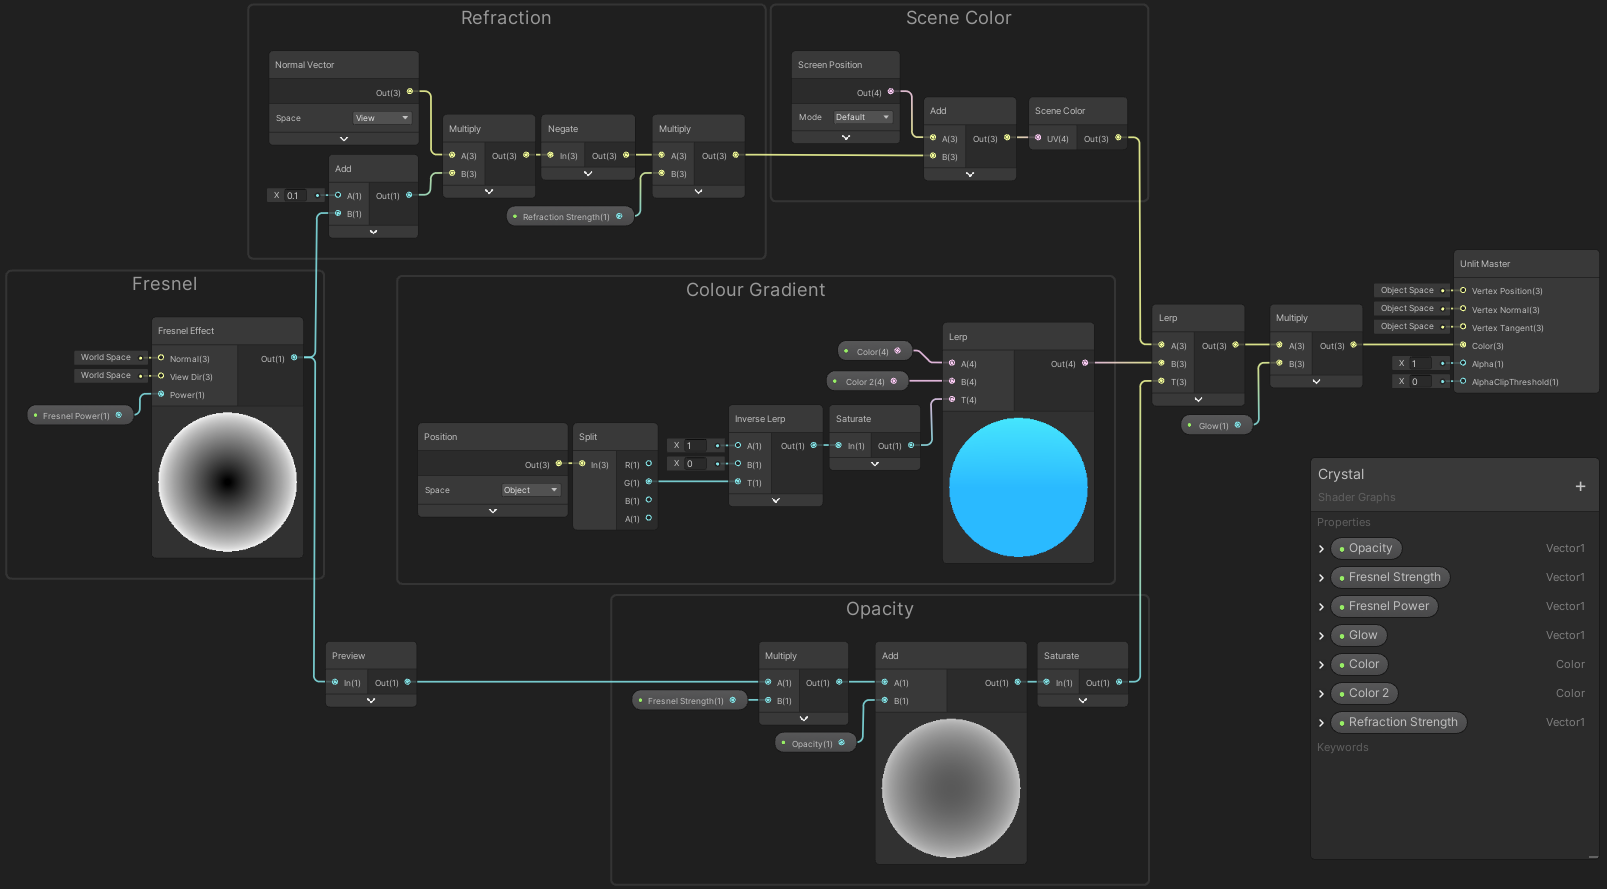 Refraction
Normal Vector
Out(3)
Space View
Add
X 0.1 A(1) Out(1)
B(1)
Multiply
A(3) Out(3)
B(3)
Negate
In(3) Out(3)
Multiply
A(3) Out(3)
B(3)
Refraction Strength(1)
Scene Color
Screen Position
Out(4)
Mode Default
Add
A(3) Out(3)
B(3)
Scene Color
UV(4) Out(3)
Fresnel
Fresnel Effect
World Space Normal(3) Out(1)
World Space View Dir(3)
Fresnel Power(1) Power(1)
Colour Gradient
Position
Out(3)
Space Object
Split
In(3) R(1)
G(1)
B(1)
A(1)
Inverse Lerp
X 1 A(1) Out(1)
X 0 B(1)
T(1)
Saturate
In(1) Out(1)
Color(4)
Color 2(4)
Lerp
A(4) Out(4)
B(4)
T(4)
Lerp
A(3) Out(3)
B(3)
T(3)
Multiply
A(3) Out(3)
B(3)
Glow(1)
Unlit Master
Object Space Vertex Position(3)
Object Space Vertex Normal(3)
Object Space Vertex Tangent(3)
Color(3)
X 1 Alpha(1)
X 0 AlphaClipThreshold(1)
Preview
In(1) Out(1)
Opacity
Multiply
A(1) Out(1)
B(1)
Fresnel Strength(1)
Opacity(1)
Add
A(1) Out(1)
B(1)
Saturate
In(1) Out(1)
Crystal
+
Shader Graphs
Properties
Opacity Vector1
Fresnel Strength Vector1
Fresnel Power Vector1
Glow Vector1
Color Color
Color 2 Color
Refraction Strength Vector1
Keywords